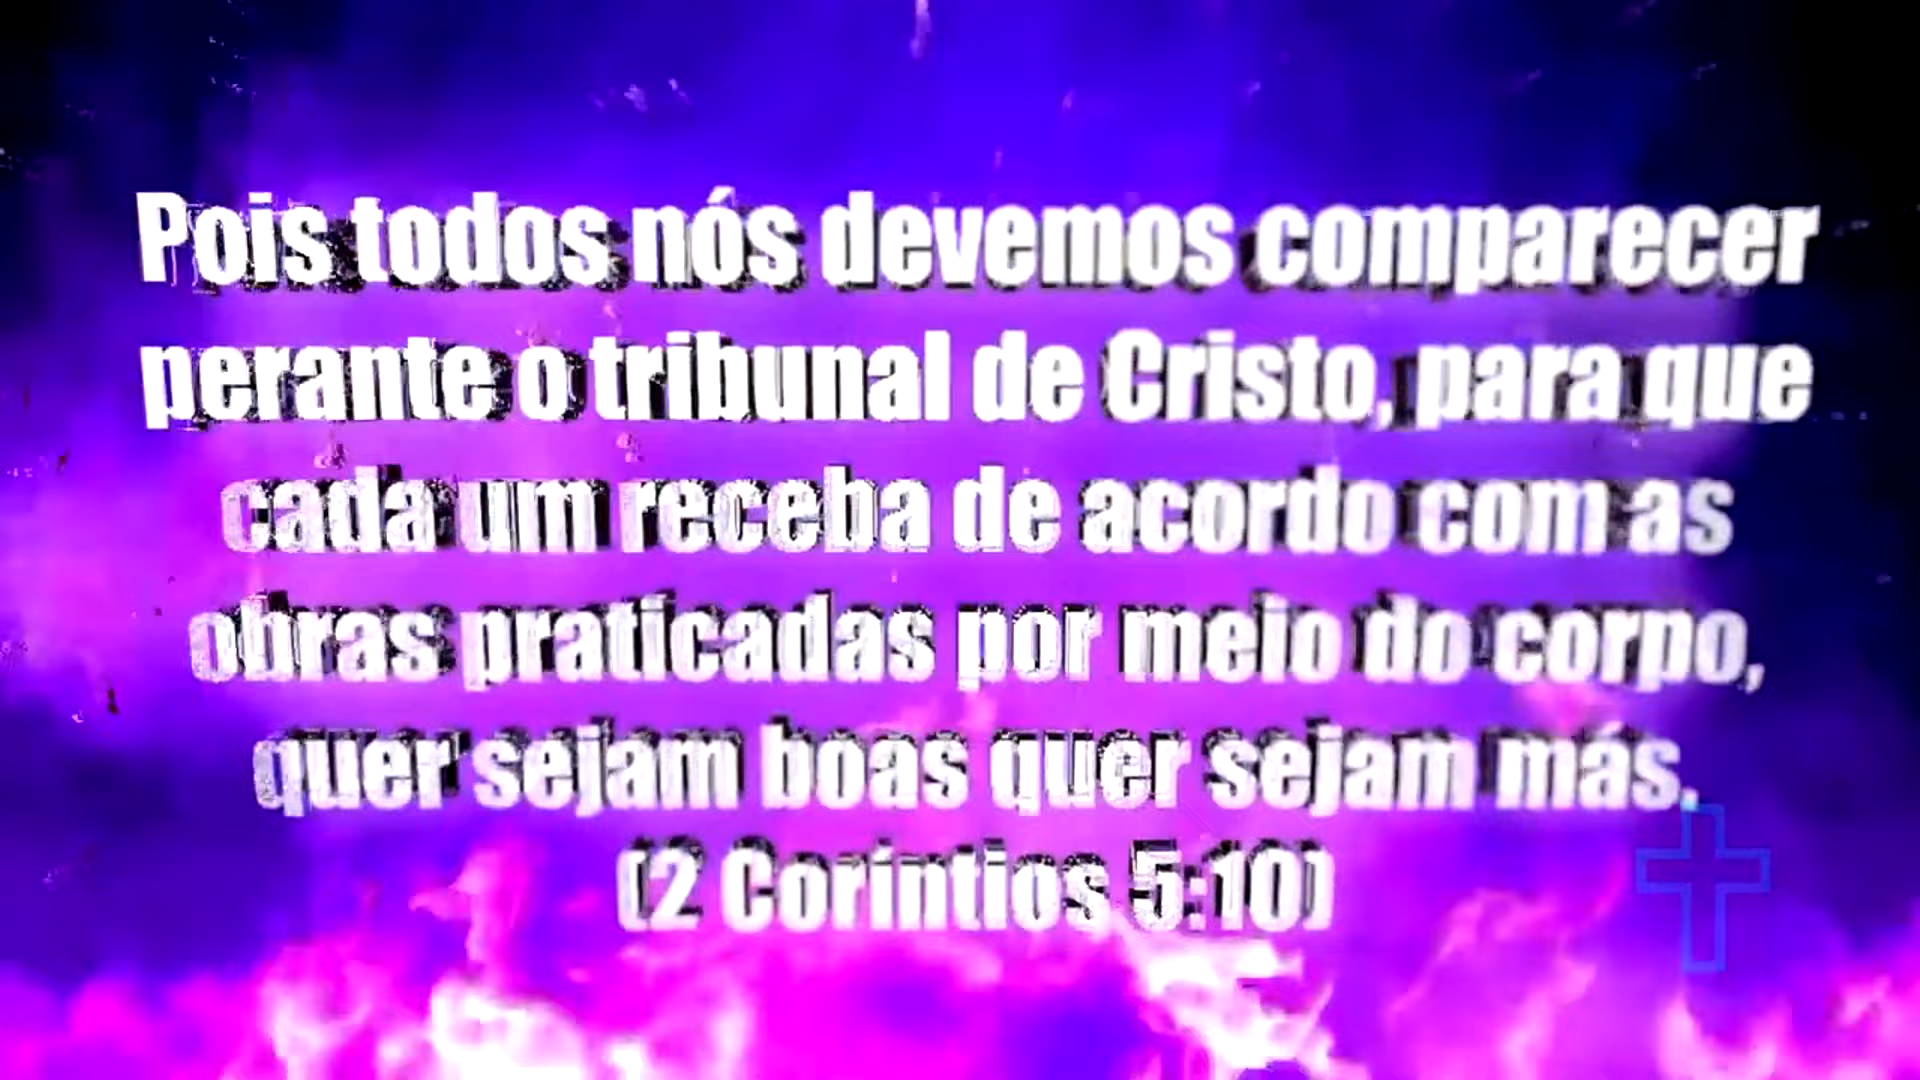 Pois todos nós devemos comparecer
perante o tribunal de Cristo, para que
cada um receba de acordo com as
obras praticadas por meio do corpo,
quer sejam boas quer sejam más.
(2 Coríntios 5:10)